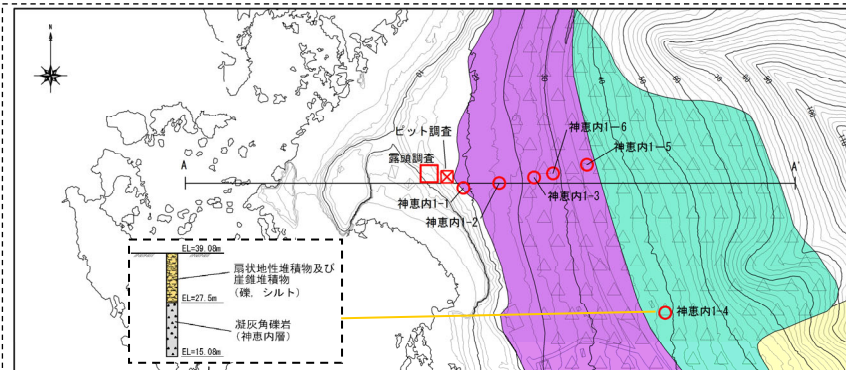 N
ピット調査
露頭調査
神恵内1-6
神恵内1-5
A
A'
神恵内1-1
神恵内1-2
神恵内1-3
神恵内1-4
EL=39.08m
扇状地性堆積物及び
崖錐堆積物
(礫, シルト)
EL=27.5m
凝灰角礫岩
(神恵内層)
EL=15.08m